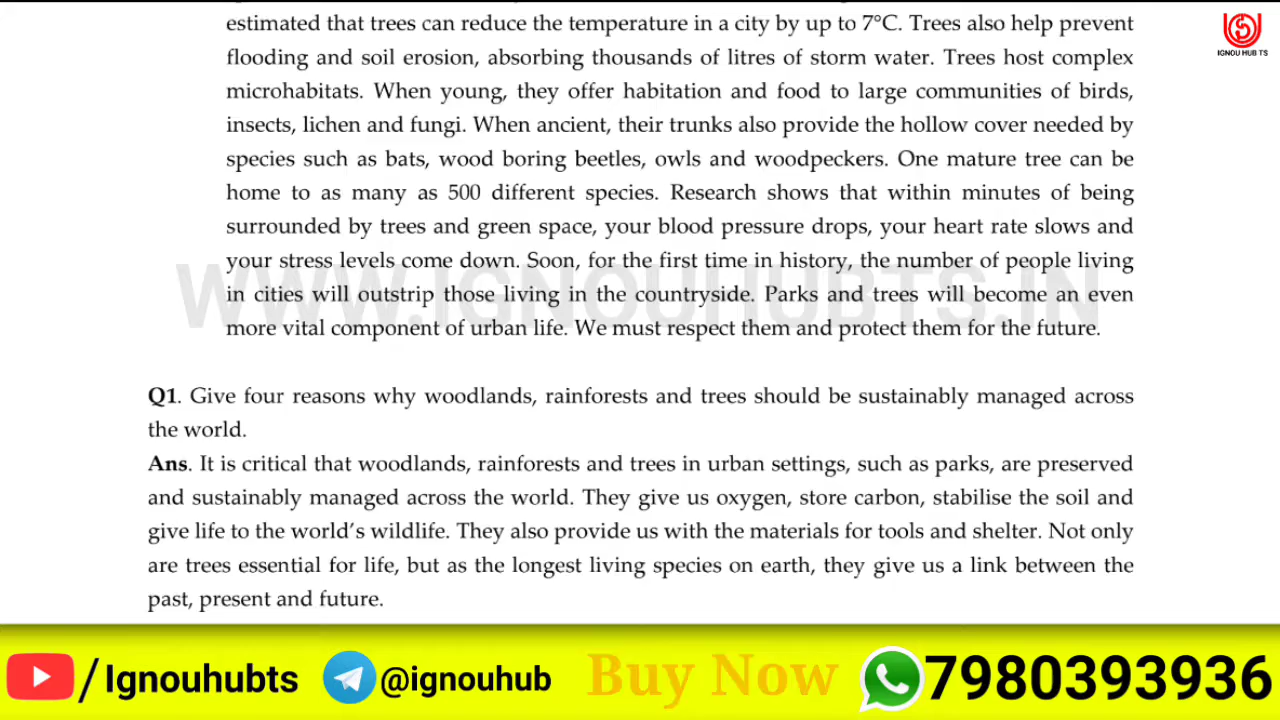 estimated that trees can reduce the temperature in a city by up to 7°C. Trees also help prevent
flooding and soil erosion, absorbing thousands of litres of storm water. Trees host complex
microhabitats. When young, they offer habitation and food to large communities of birds,
insects, lichen and fungi. When ancient, their trunks also provide the hollow cover needed by
species such as bats, wood boring beetles, owls and woodpeckers. One mature tree can be
home to as many as 500 different species. Research shows that within minutes of being
surrounded by trees and green space, your blood pressure drops, your heart rate slows and
your stress levels come down. Soon, for the first time in history, the number of people living
in cities will outstrip those living in the countryside. Parks and trees will become an even
more vital component of urban life. We must respect them and protect them for the future.
WWW.IGNOUHUBTS.IN
IGNOU HUB TS
Q1. Give four reasons why woodlands, rainforests and trees should be sustainably managed across
the world.
Ans. It is critical that woodlands, rainforests and trees in urban settings, such as parks, are preserved
and sustainably managed across the world. They give us oxygen, store carbon, stabilise the soil and
give life to the world's wildlife. They also provide us with the materials for tools and shelter. Not only
are trees essential for life, but as the longest living species on earth, they give us a link between the
past, present and future.
/Ignouhubts @ignouhub Buy Now 7980393936